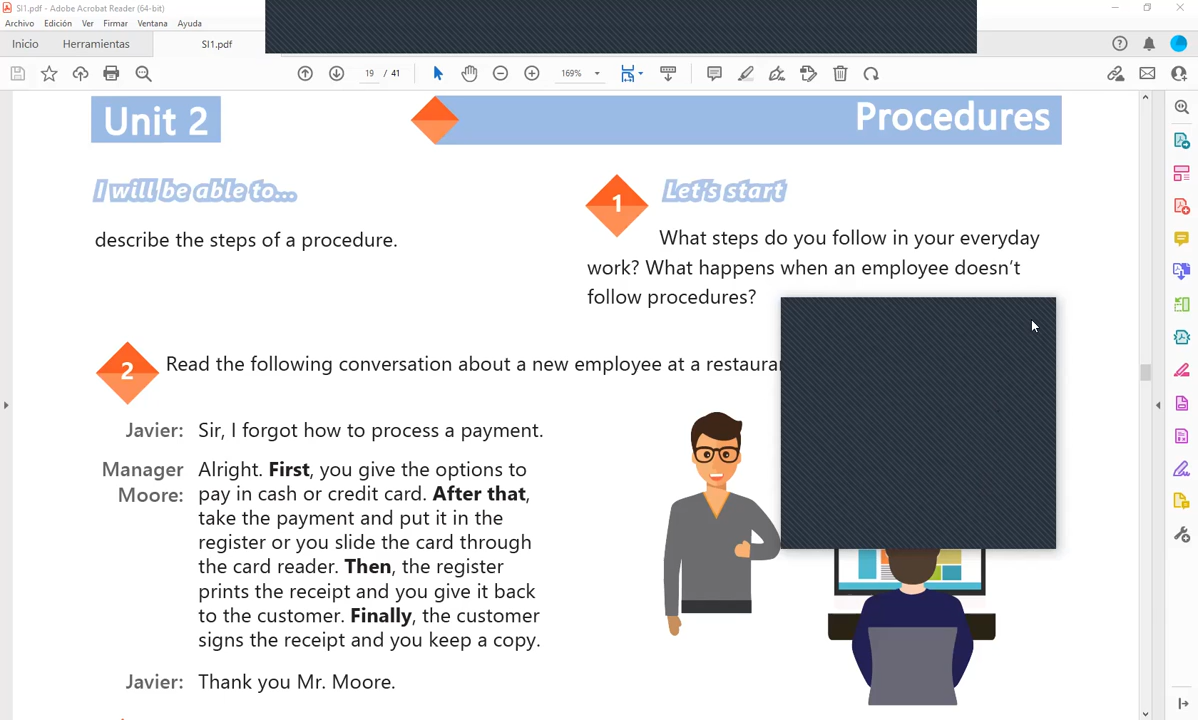 SI1.pdf - Adobe Acrobat Reader (64-bit)
Archivo Edición Ver Firmar Ventana Ayuda
Inicio Herramientas SI1.pdf
19 / 41 169%
Unit 2 Procedures
I will be able to...
describe the steps of a procedure.
1 Let's start
What steps do you follow in your everyday
work? What happens when an employee doesn't
follow procedures?
2 Read the following conversation about a new employee at a
Javier: Sir, I forgot how to process a payment.
Manager Moore: Alright. First, you give the options to
pay in cash or credit card. After that,
take the payment and put it in the
register or you slide the card through
the card reader. Then, the register
prints the receipt and you give it back
to the customer. Finally, the customer
signs the receipt and you keep a copy.
Javier: Thank you Mr. Moore.